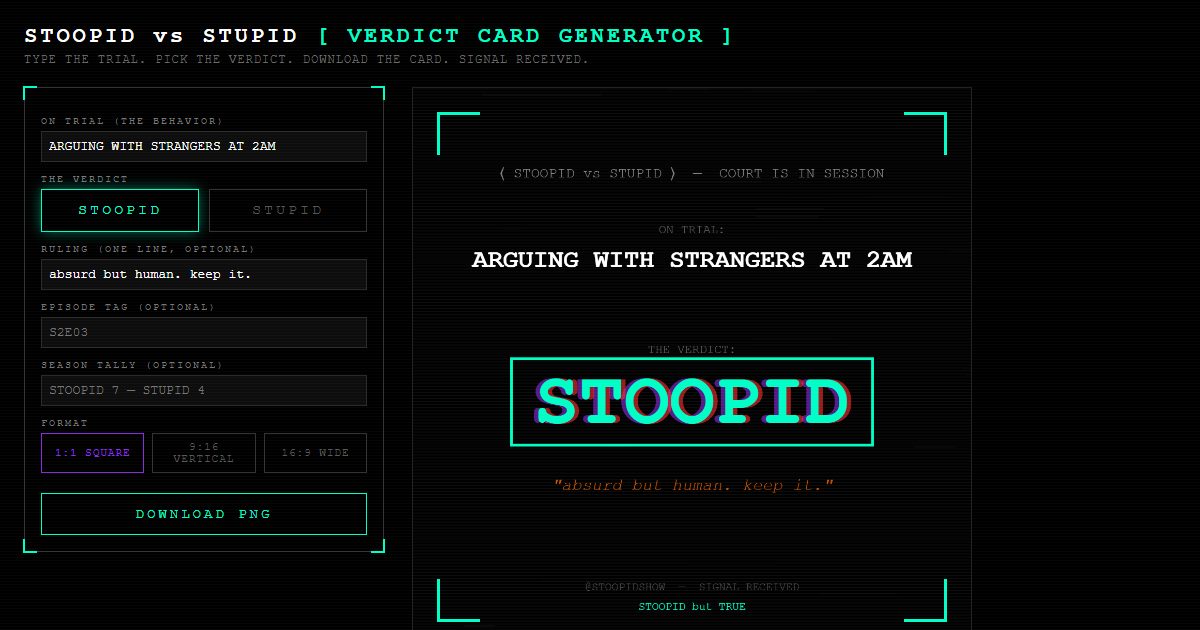 STOOPID vs STUPID [ VERDICT CARD GENERATOR ]
TYPE THE TRIAL. PICK THE VERDICT. DOWNLOAD THE CARD. SIGNAL RECEIVED.
ON TRIAL (THE BEHAVIOR)
ARGUING WITH STRANGERS AT 2AM
THE VERDICT
STOOPID
STUPID
RULING (ONE LINE, OPTIONAL)
absurd but human. keep it.
EPISODE TAG (OPTIONAL)
S2E03
SEASON TALLY (OPTIONAL)
STOOPID 7 — STUPID 4
FORMAT
1:1 SQUARE
9:16
VERTICAL
16:9 WIDE
DOWNLOAD PNG
⟨ STOOPID vs STUPID ⟩ — COURT IS IN SESSION
ON TRIAL:
ARGUING WITH STRANGERS AT 2AM
THE VERDICT:
STOOPID
"absurd but human. keep it."
@STOOPIDSHOW — SIGNAL RECEIVED
STOOPID but TRUE